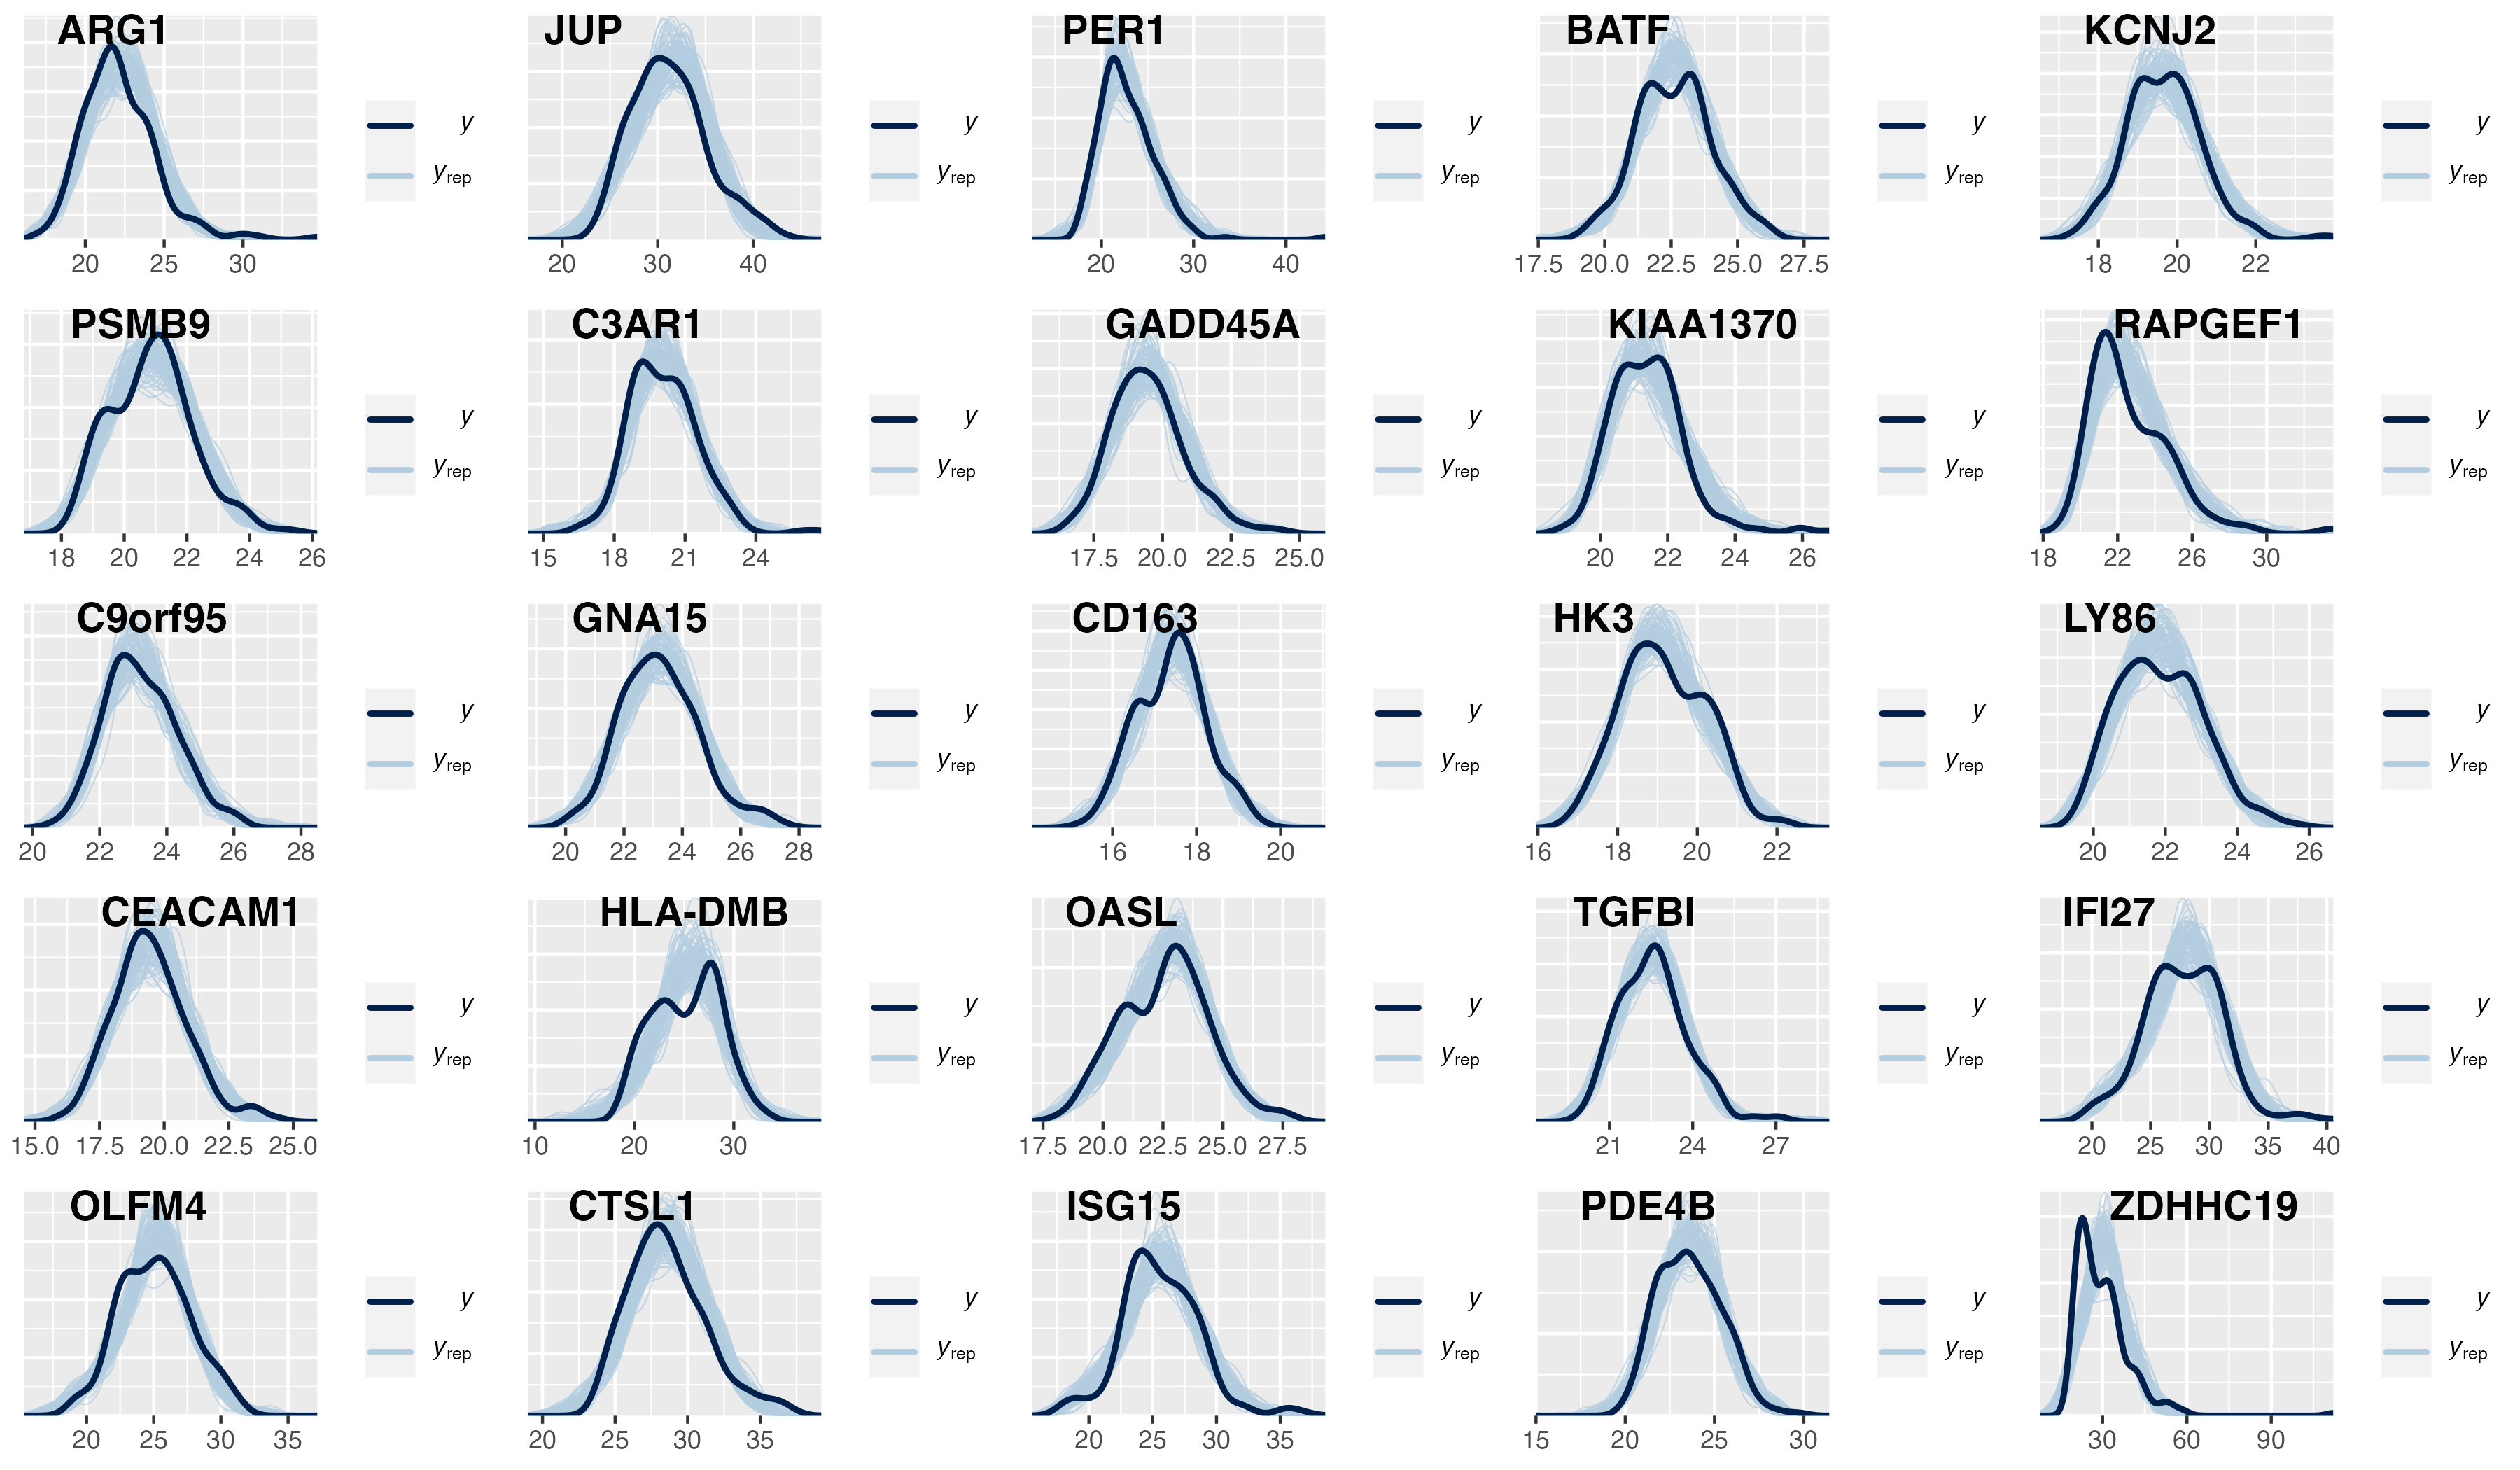 ARG1 JUP PER1 BATF KCNJ2
y y y y y
yrep yrep yrep yrep yrep
20 25 30 20 30 40 20 30 40 17.5 20.0 22.5 25.0 27.5 18 20 22
PSMB9 C3AR1 GADD45A KIAA1370 RAPGEF1
y y y y y
yrep yrep yrep yrep yrep
18 20 22 24 26 15 18 21 24 17.5 20.0 22.5 25.0 20 22 24 26 18 22 26 30
C9orf95 GNA15 CD163 HK3 LY86
y y y y y
yrep yrep yrep yrep yrep
20 22 24 26 28 20 22 24 26 28 16 18 20 16 18 20 22 20 22 24 26
CEACAM1 HLA-DMB OASL TGFBI IFI27
y y y y y
yrep yrep yrep yrep yrep
15.0 17.5 20.0 22.5 25.0 10 20 30 17.5 20.0 22.5 25.0 27.5 21 24 27 20 25 30 35 40
OLFM4 CTSL1 ISG15 PDE4B ZDHHC19
y y y y y
yrep yrep yrep yrep yrep
20 25 30 35 20 25 30 35 20 25 30 35 15 20 25 30 30 60 90